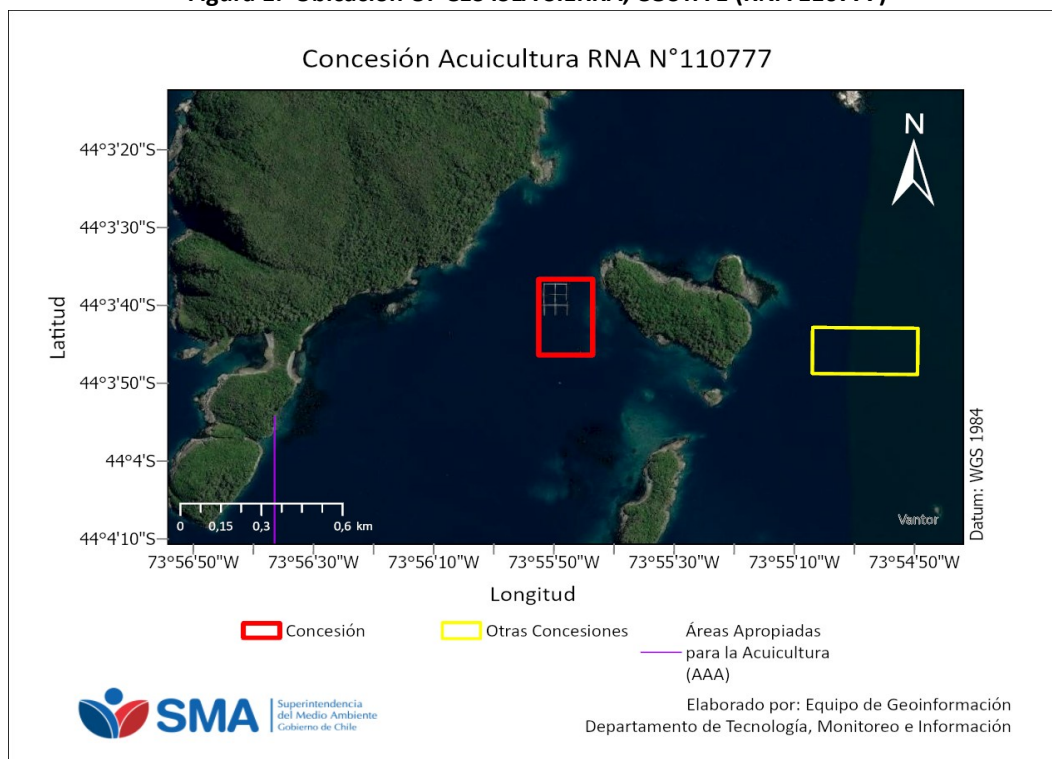 Concesión Acuicultura RNA N°110777
N
44°3'20"S
44°3'30"S
44°3'40"S
44°3'50"S
44°4'S
44°4'10"S
Latitud
Datum: WGS 1984
0 0,15 0,3 0,6 km
Vantor
73°56'50"W 73°56'30"W 73°56'10"W 73°55'50"W 73°55'30"W 73°55'10"W 73°54'50"W
Longitud
Concesión
Otras Concesiones
Áreas Apropiadas
para la Acuicultura
(AAA)
SMA
Superintendencia
del Medio Ambiente
Gobierno de Chile
Elaborado por: Equipo de Geoinformación
Departamento de Tecnología, Monitoreo e Información